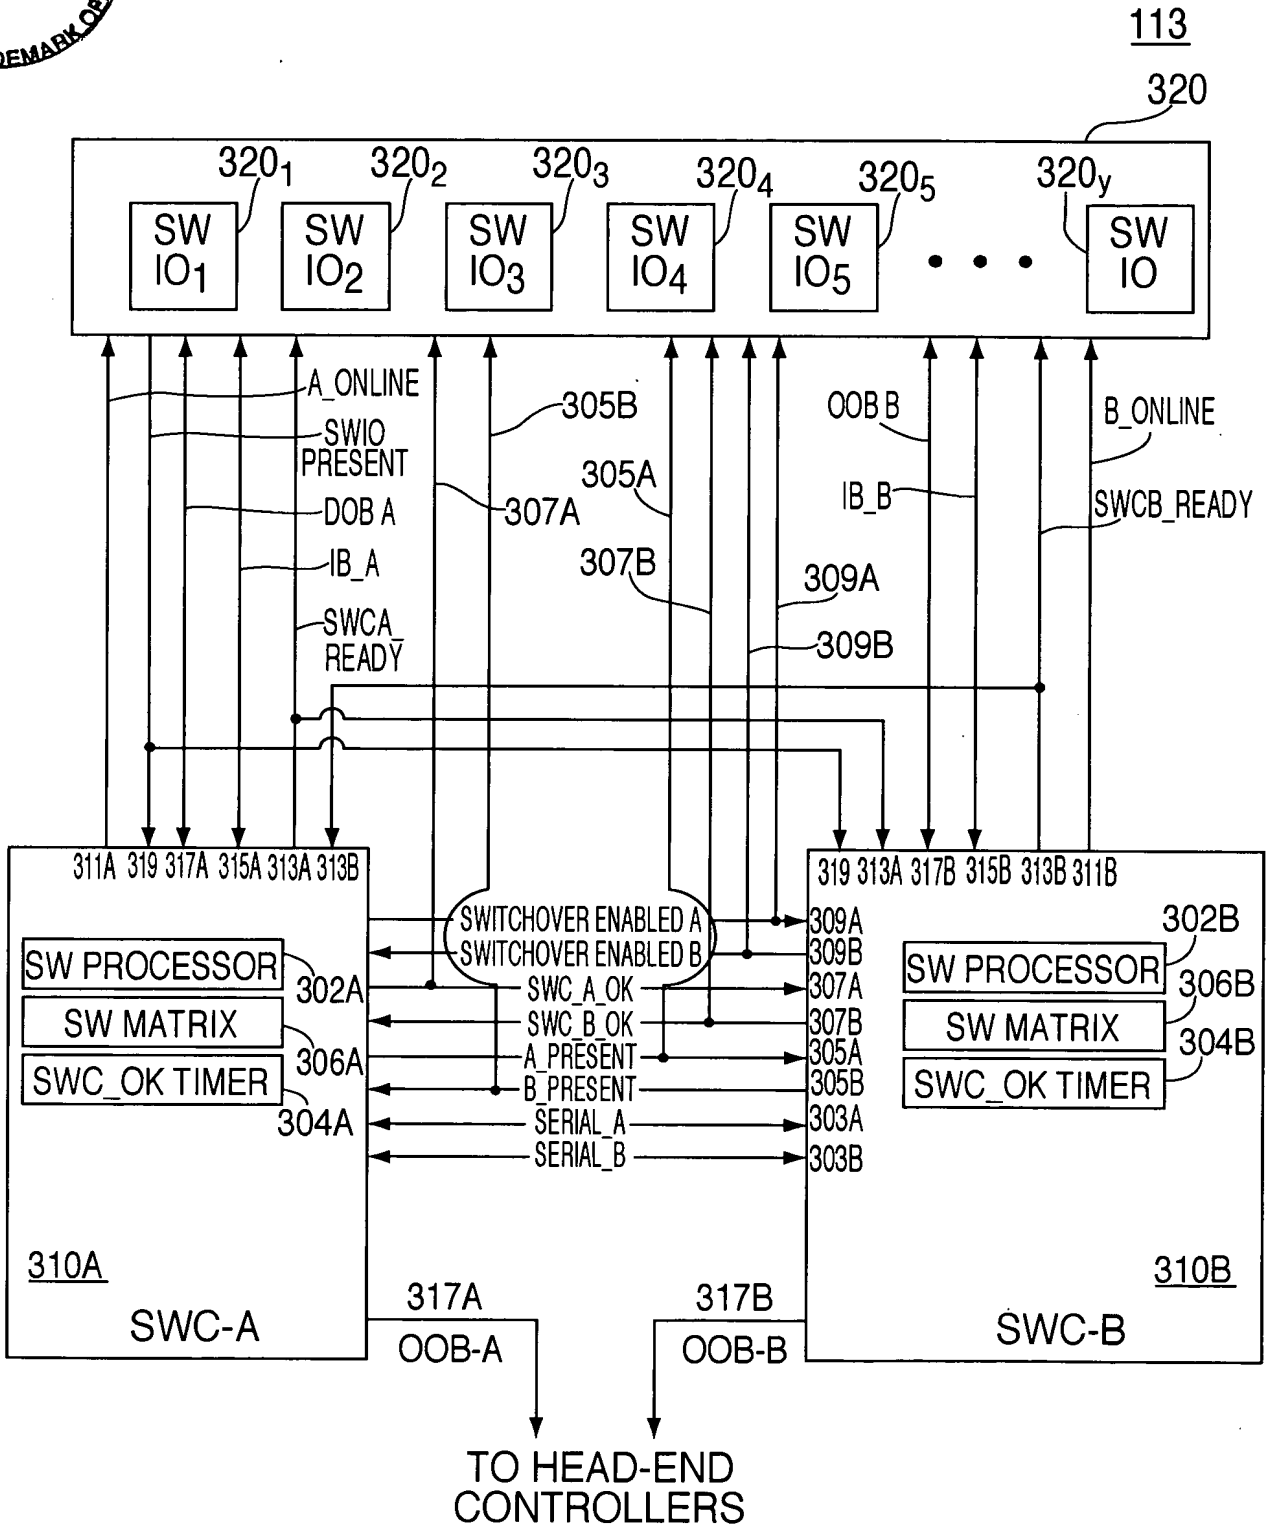 DEMARK OF
113
320
320₁ 320₂ 320₃ 320₄ 320₅ 320y
SW IO₁
SW IO₂
SW IO₃
SW IO₄
SW IO₅
• • •
SW IO
A_ONLINE
SWIO PRESENT
DOB A
IB_A
SWCA_READY
305B
307A
305A
307B
309A
309B
OOB B
IB_B
B_ONLINE
SWCB_READY
311A 319 317A 315A 313A 313B
319 313A 317B 315B 313B 311B
SWITCHOVER ENABLED A 309A
SWITCHOVER ENABLED B 309B
SWC_A_OK 307A
SWC_B_OK 307B
A_PRESENT 305A
B_PRESENT 305B
SERIAL_A 303A
SERIAL_B 303B
SW PROCESSOR 302A
SW MATRIX 306A
SWC_OK TIMER 304A
SW PROCESSOR 302B
SW MATRIX 306B
SWC_OK TIMER 304B
310A
SWC-A
310B
SWC-B
317A
OOB-A
317B
OOB-B
TO HEAD-END
CONTROLLERS